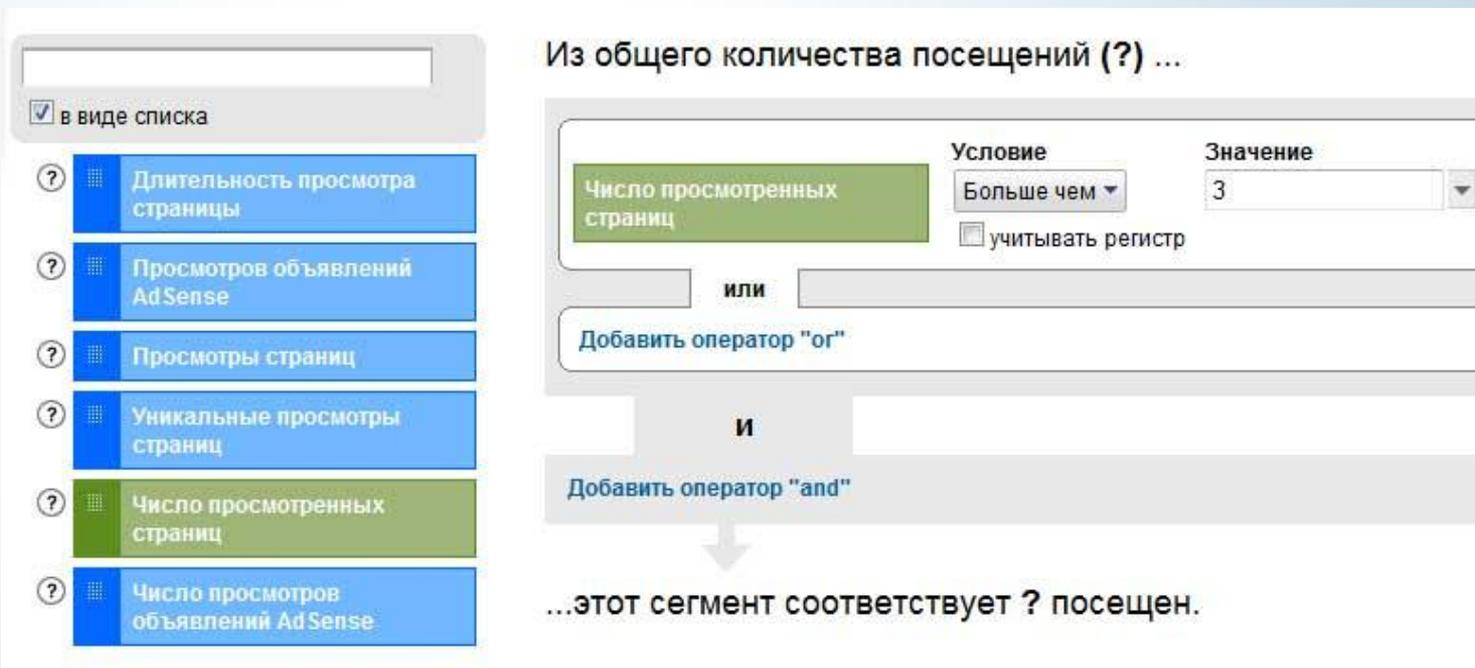 Из общего количества посещений (?) ...
в виде списка
? Длительность просмотра
страницы
? Просмотров объявлений
AdSense
? Просмотры страниц
? Уникальные просмотры
страниц
? Число просмотренных
страниц
? Число просмотров
объявлений AdSense
Условие Значение
Число просмотренных
страниц
Больше чем 3
учитывать регистр
или
Добавить оператор "or"
и
Добавить оператор "and"
...этот сегмент соответствует ? посещен.